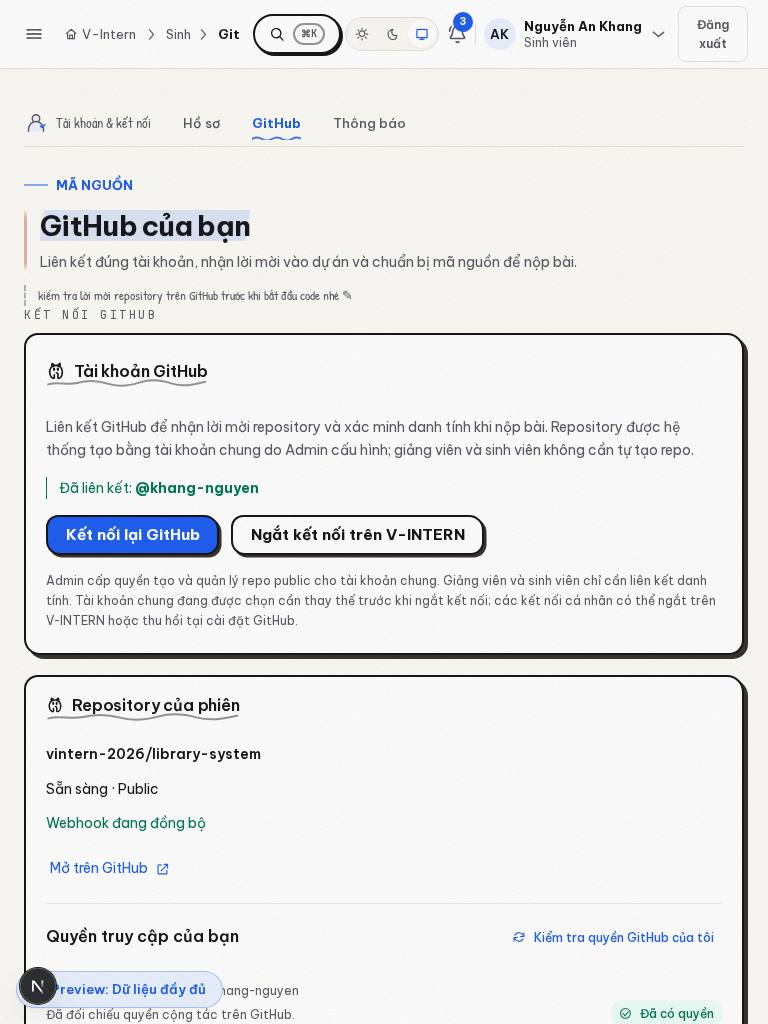 V-Intern > Sinh > Git
⌘K
3
AK
Nguyễn An Khang
Sinh viên
Đăng xuất
Tài khoản & kết nối
Hồ sơ
GitHub
Thông báo
MÃ NGUỒN
GitHub của bạn
Liên kết đúng tài khoản, nhận lời mời vào dự án và chuẩn bị mã nguồn để nộp bài.
kiểm tra lời mời repository trên GitHub trước khi bắt đầu code nhé ✎
KẾT NỐI GITHUB
Tài khoản GitHub
Liên kết GitHub để nhận lời mời repository và xác minh danh tính khi nộp bài. Repository được hệ
thống tạo bằng tài khoản chung do Admin cấu hình; giảng viên và sinh viên không cần tự tạo repo.
Đã liên kết: @khang-nguyen
Kết nối lại GitHub
Ngắt kết nối trên V-INTERN
Admin cấp quyền tạo và quản lý repo public cho tài khoản chung. Giảng viên và sinh viên chỉ cần liên kết danh
tính. Tài khoản chung đang được chọn cần thay thế trước khi ngắt kết nối; các kết nối cá nhân có thể ngắt trên
V-INTERN hoặc thu hồi tại cài đặt GitHub.
Repository của phiên
vintern-2026/library-system
Sẵn sàng · Public
Webhook đang đồng bộ
Mở trên GitHub
Quyền truy cập của bạn
Kiểm tra quyền GitHub của tôi
N
Preview: Dữ liệu đầy đủ
hang-nguyen
Đã đối chiếu quyền cộng tác trên GitHub.
Đã có quyền